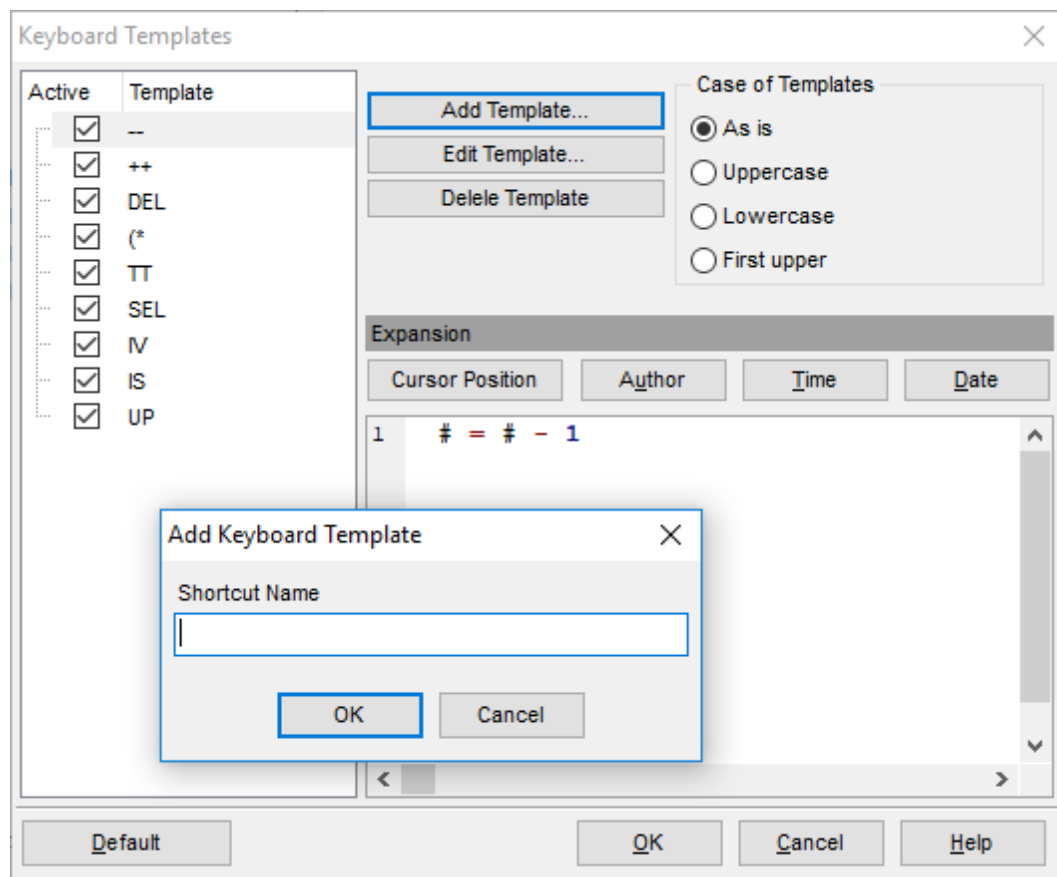 Keyboard Templates
Active Template
--
++
DEL
(*
TT
SEL
IV
IS
UP
Add Template...
Edit Template...
Delele Template
Case of Templates
As is
Uppercase
Lowercase
First upper
Expansion
Cursor Position Author Time Date
1 # = # - 1
Add Keyboard Template
Shortcut Name
OK Cancel
Default OK Cancel Help